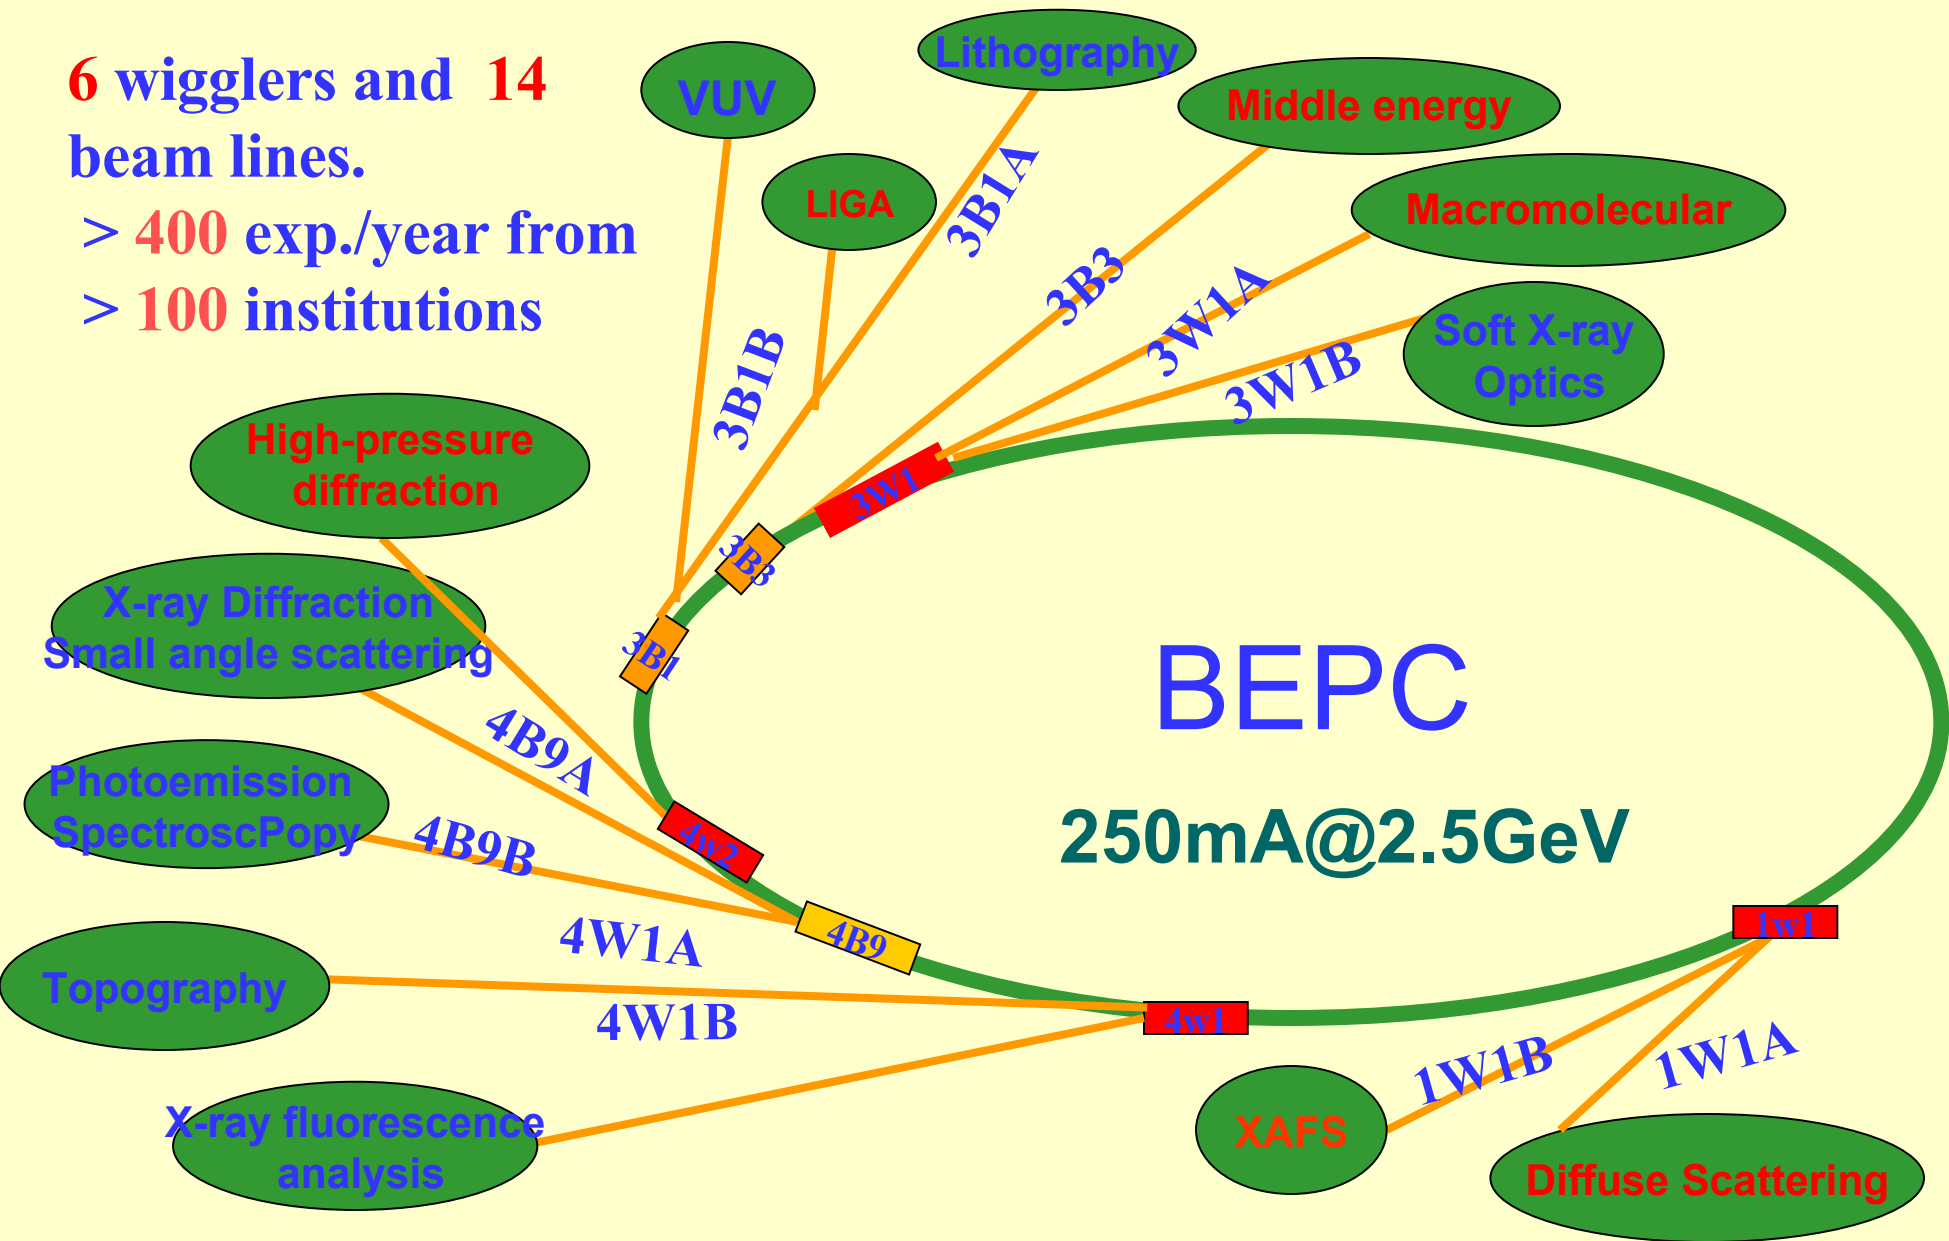 6 wigglers and 14
beam lines.
> 400 exp./year from
> 100 institutions
VUV
Lithography
LIGA
Middle energy
Macromolecular
Soft X-ray
Optics
3B1A
3B3
3W1A
3W1B
3B1B
High-pressure
diffraction
3W1
3B3
3B1
X-ray Diffraction
Small angle scattering
BEPC
250mA@2.5GeV
4B9A
Photoemission
SpectroscPopy
4B9B
4w2
4B9
4W1A
Topography
4W1B
4w1
1w1
1W1B
1W1A
X-ray fluorescence
analysis
XAFS
Diffuse Scattering